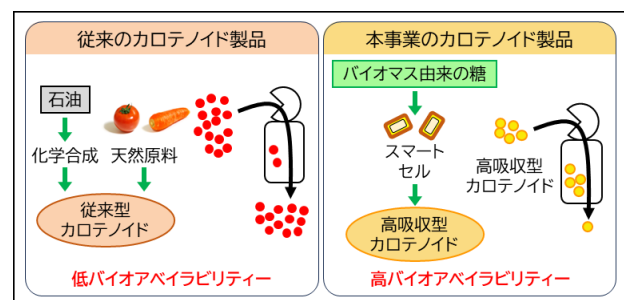 従来のカロテノイド製品
石油
化学合成
天然原料
従来型
カロテノイド
低バイオアベイラビリティー
本事業のカロテノイド製品
バイオマス由来の糖
スマート
セル
高吸収型
カロテノイド
高吸収型
カロテノイド
高バイオアベイラビリティー